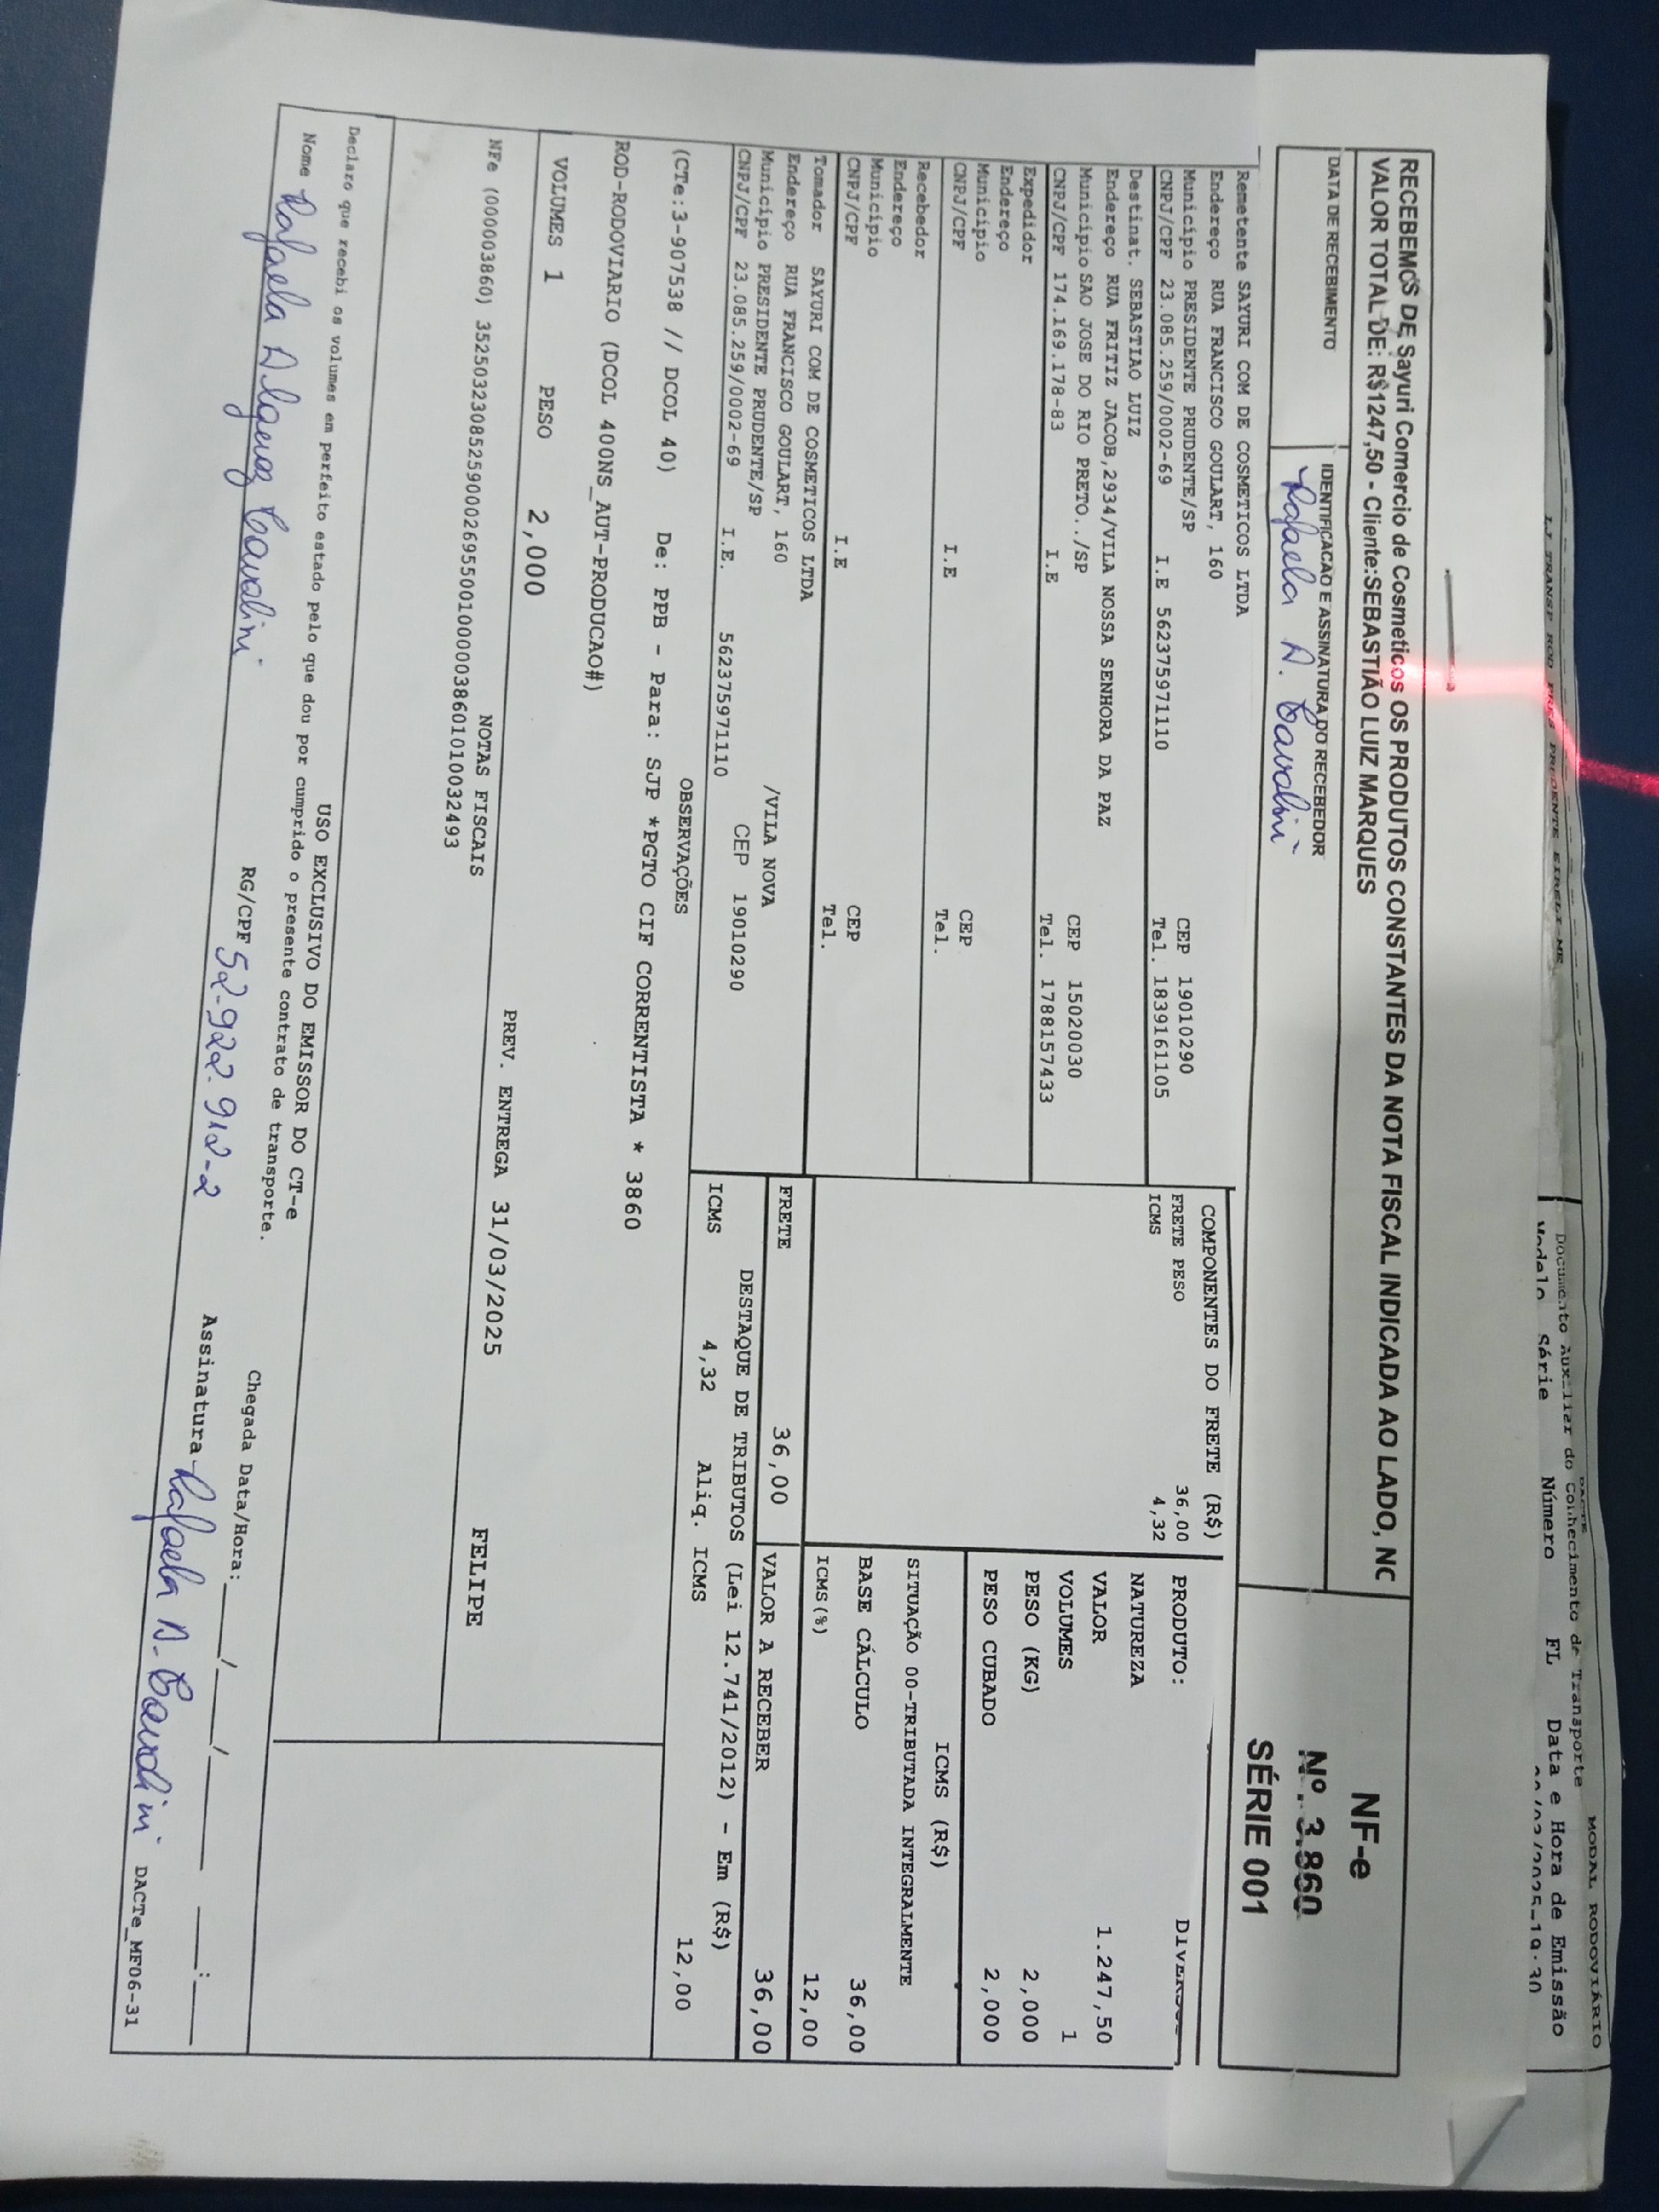 MODAL RODOVIÁRIO
Documento Auxiliar do Conhecimento de Transporte
Modelo Série Número FL Data e Hora de Emissão
RECEBEMOS DE Sayuri Comercio de Cosmeticos OS PRODUTOS CONSTANTES DA NOTA FISCAL INDICADA AO LADO, NC
VALOR TOTAL DE: R$1247,50 - Cliente:SEBASTIÃO LUIZ MARQUES
DATA DE RECEBIMENTO
IDENTIFICACAO E ASSINATURA DO RECEBEDOR
Rafaela A. Cavalini
NF-e
Nº. 3.860
SÉRIE 001
Remetente SAYURI COM DE COSMETICOS LTDA
Endereço RUA FRANCISCO GOULART, 160
Município PRESIDENTE PRUDENTE/SP CEP 19010290
CNPJ/CPF 23.085.259/0002-69 I.E 562375971110 Tel. 1839161105
Destinat. SEBASTIAO LUIZ
Endereço RUA FRITIZ JACOB,2934/VILA NOSSA SENHORA DA PAZ
Município SAO JOSE DO RIO PRETO../SP CEP 15020030
CNPJ/CPF 174.169.178-83 I.E Tel. 1788157433
Expedidor
Endereço
Município CEP
CNPJ/CPF I.E Tel.
Recebedor
Endereço
Município CEP
CNPJ/CPF I.E Tel.
Tomador SAYURI COM DE COSMETICOS LTDA
Endereço RUA FRANCISCO GOULART, 160 /VILA NOVA
Município PRESIDENTE PRUDENTE/SP CEP 19010290
CNPJ/CPF 23.085.259/0002-69 I.E. 562375971110
COMPONENTES DO FRETE (R$)
FRETE PESO 36,00
ICMS 4,32
PRODUTO:
NATUREZA
VALOR 1.247,50
VOLUMES 1
PESO (KG) 2,000
PESO CUBADO 2,000
ICMS (R$)
SITUAÇÃO 00-TRIBUTADA INTEGRALMENTE
BASE CÁLCULO 36,00
ICMS(%) 12,00
FRETE 36,00 VALOR A RECEBER 36,00
DESTAQUE DE TRIBUTOS (Lei 12.741/2012) - Em (R$)
ICMS 4,32 Aliq. ICMS 12,00
OBSERVAÇÕES
(CTe:3-907538 // DCOL 40) De: PPB - Para: SJP *PGTO CIF CORRENTISTA * 3860
ROD-RODOVIARIO (DCOL 400NS_AUT-PRODUCAO#)
VOLUMES 1 PESO 2,000 PREV. ENTREGA 31/03/2025 FELIPE
NOTAS FISCAIS
NFe (000003860) 35250323085259000269550010000038601010032493
USO EXCLUSIVO DO EMISSOR DO CT-e
Declaro que recebi os volumes em perfeito estado pelo que dou por cumprido o presente contrato de transporte.
Chegada Data/Hora: __/__/____ __:__
Nome Rafaela Cavalini RG/CPF 52.922.912-2 Assinatura Rafaela A. Cavalini
DACTe_MF06-31